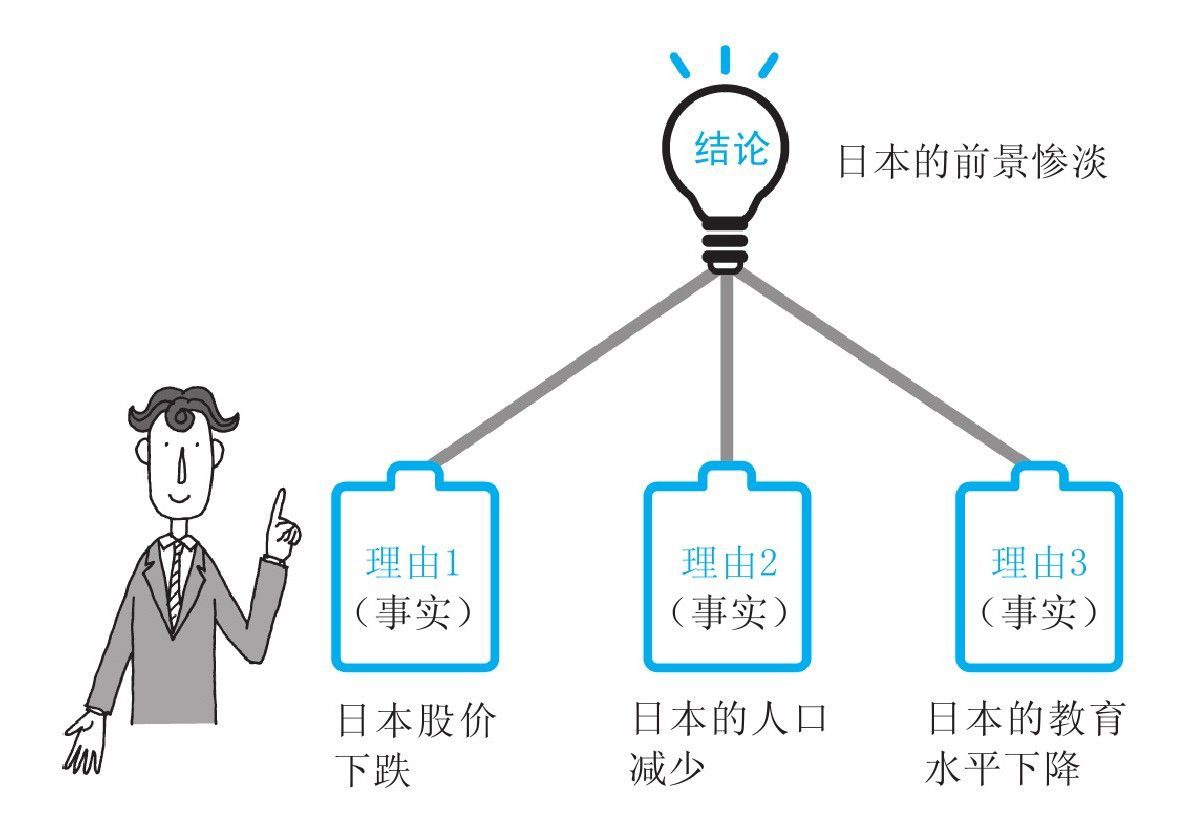 结论
日本的前景惨淡
理由1
（事实）
日本股价
下跌
理由2
（事实）
日本的人口
减少
理由3
（事实）
日本的教育
水平下降